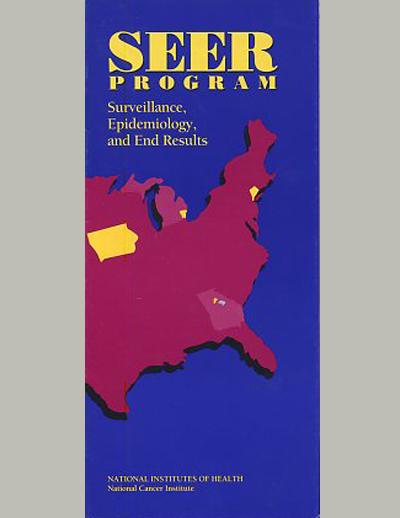 SEER
PROGRAM
Surveillance,
Epidemiology,
and End Results
NATIONAL INSTITUTES OF HEALTH
National Cancer Institute